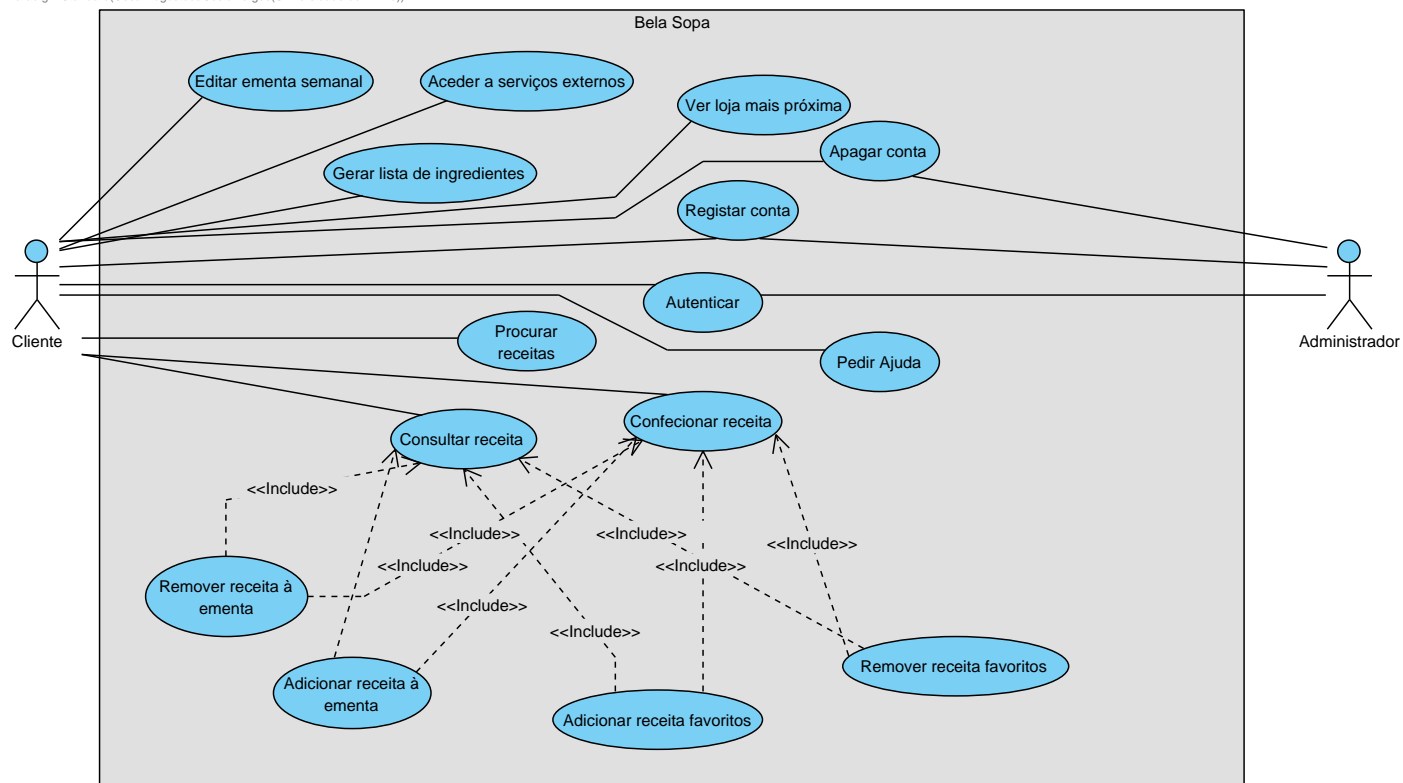 Bela Sopa
Editar ementa semanal
Aceder a serviços externos
Ver loja mais próxima
Apagar conta
Gerar lista de ingredientes
Registar conta
Autenticar
Cliente
Administrador
Procurar
receitas
Pedir Ajuda
Confecionar receita
Consultar receita
<<Include>>
<<Include>>
<<Include>>
<<Include>>
<<Include>>
<<Include>>
<<Include>>
<<Include>>
Remover receita à
ementa
Adicionar receita à
ementa
Remover receita favoritos
Adicionar receita favoritos